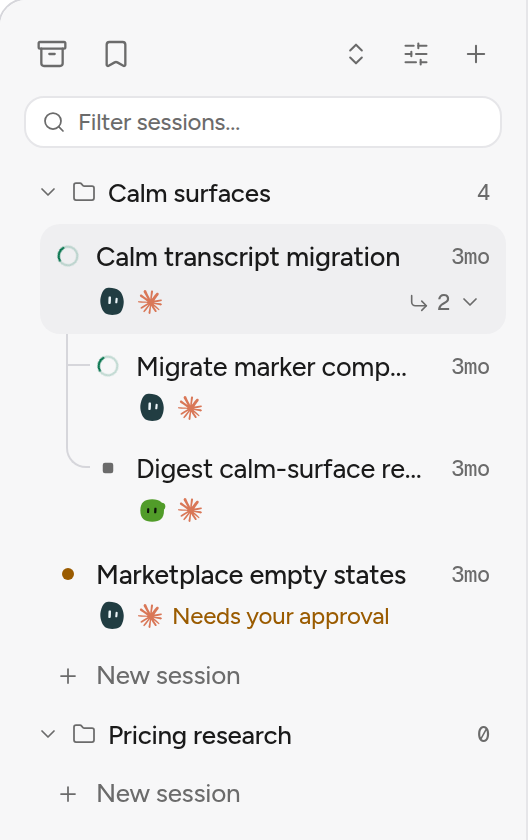 Filter sessions...
Calm surfaces 4
Calm transcript migration 3mo
2
Migrate marker comp... 3mo
Digest calm-surface re... 3mo
Marketplace empty states 3mo
Needs your approval
New session
Pricing research 0
New session